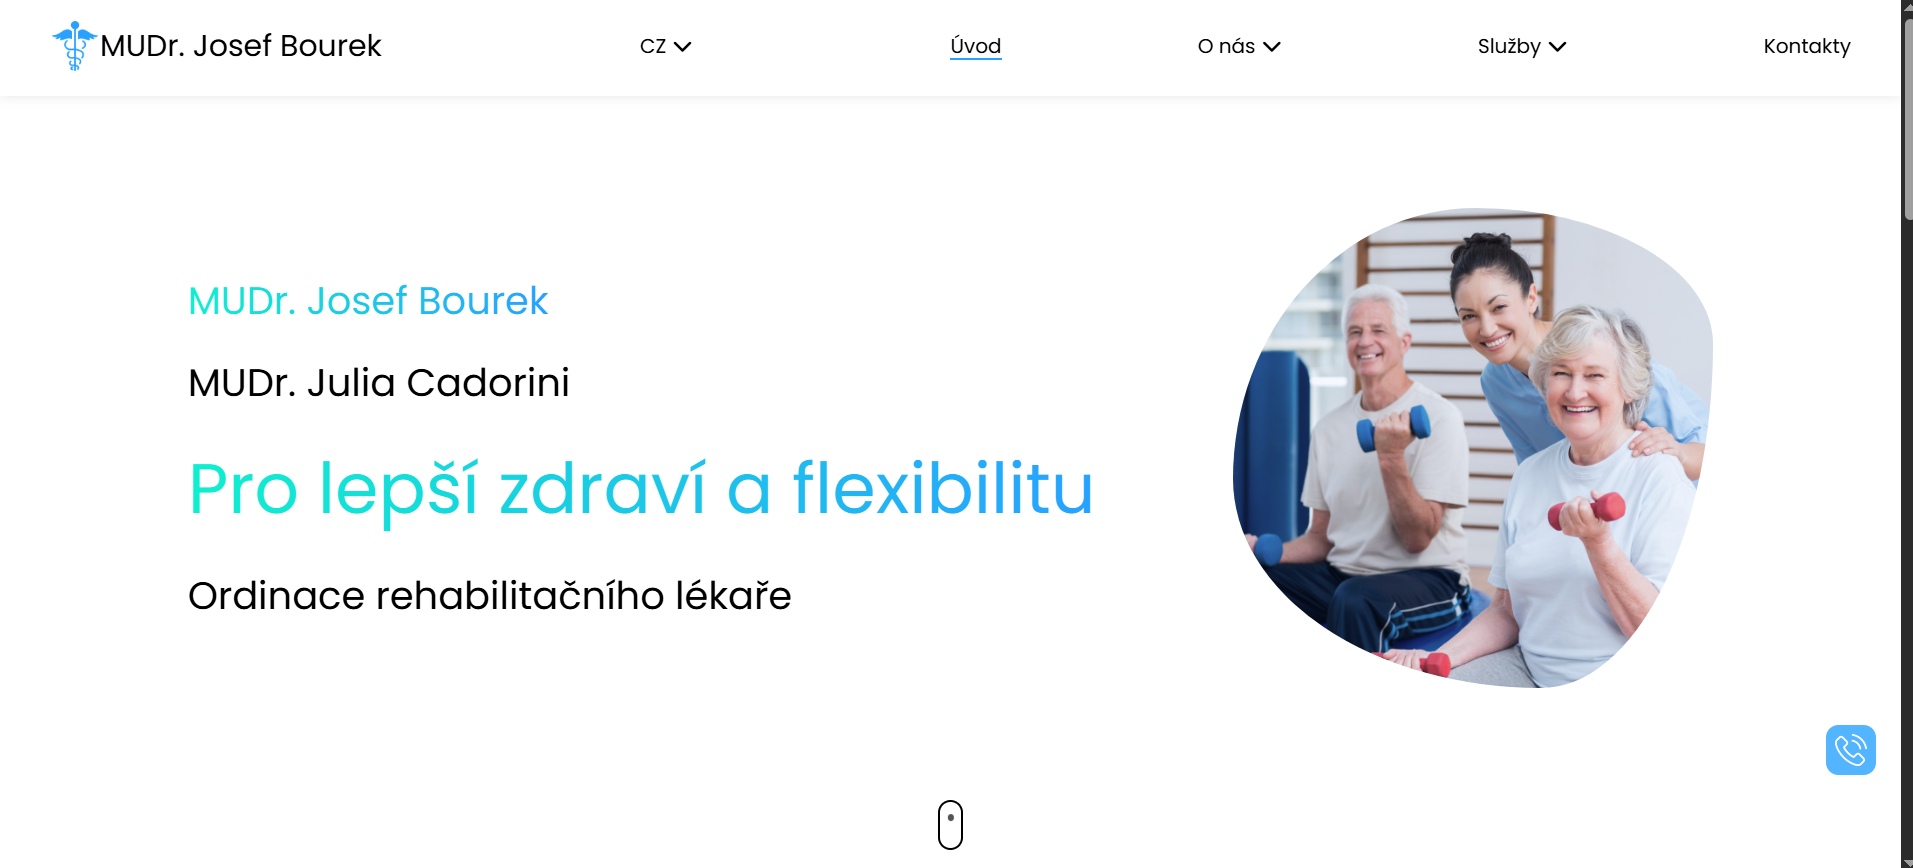 MUDr. Josef Bourek
CZ
Úvod
O nás
Služby
Kontakty
MUDr. Josef Bourek
MUDr. Julia Cadorini
Pro lepší zdraví a flexibilitu
Ordinace rehabilitačního lékaře